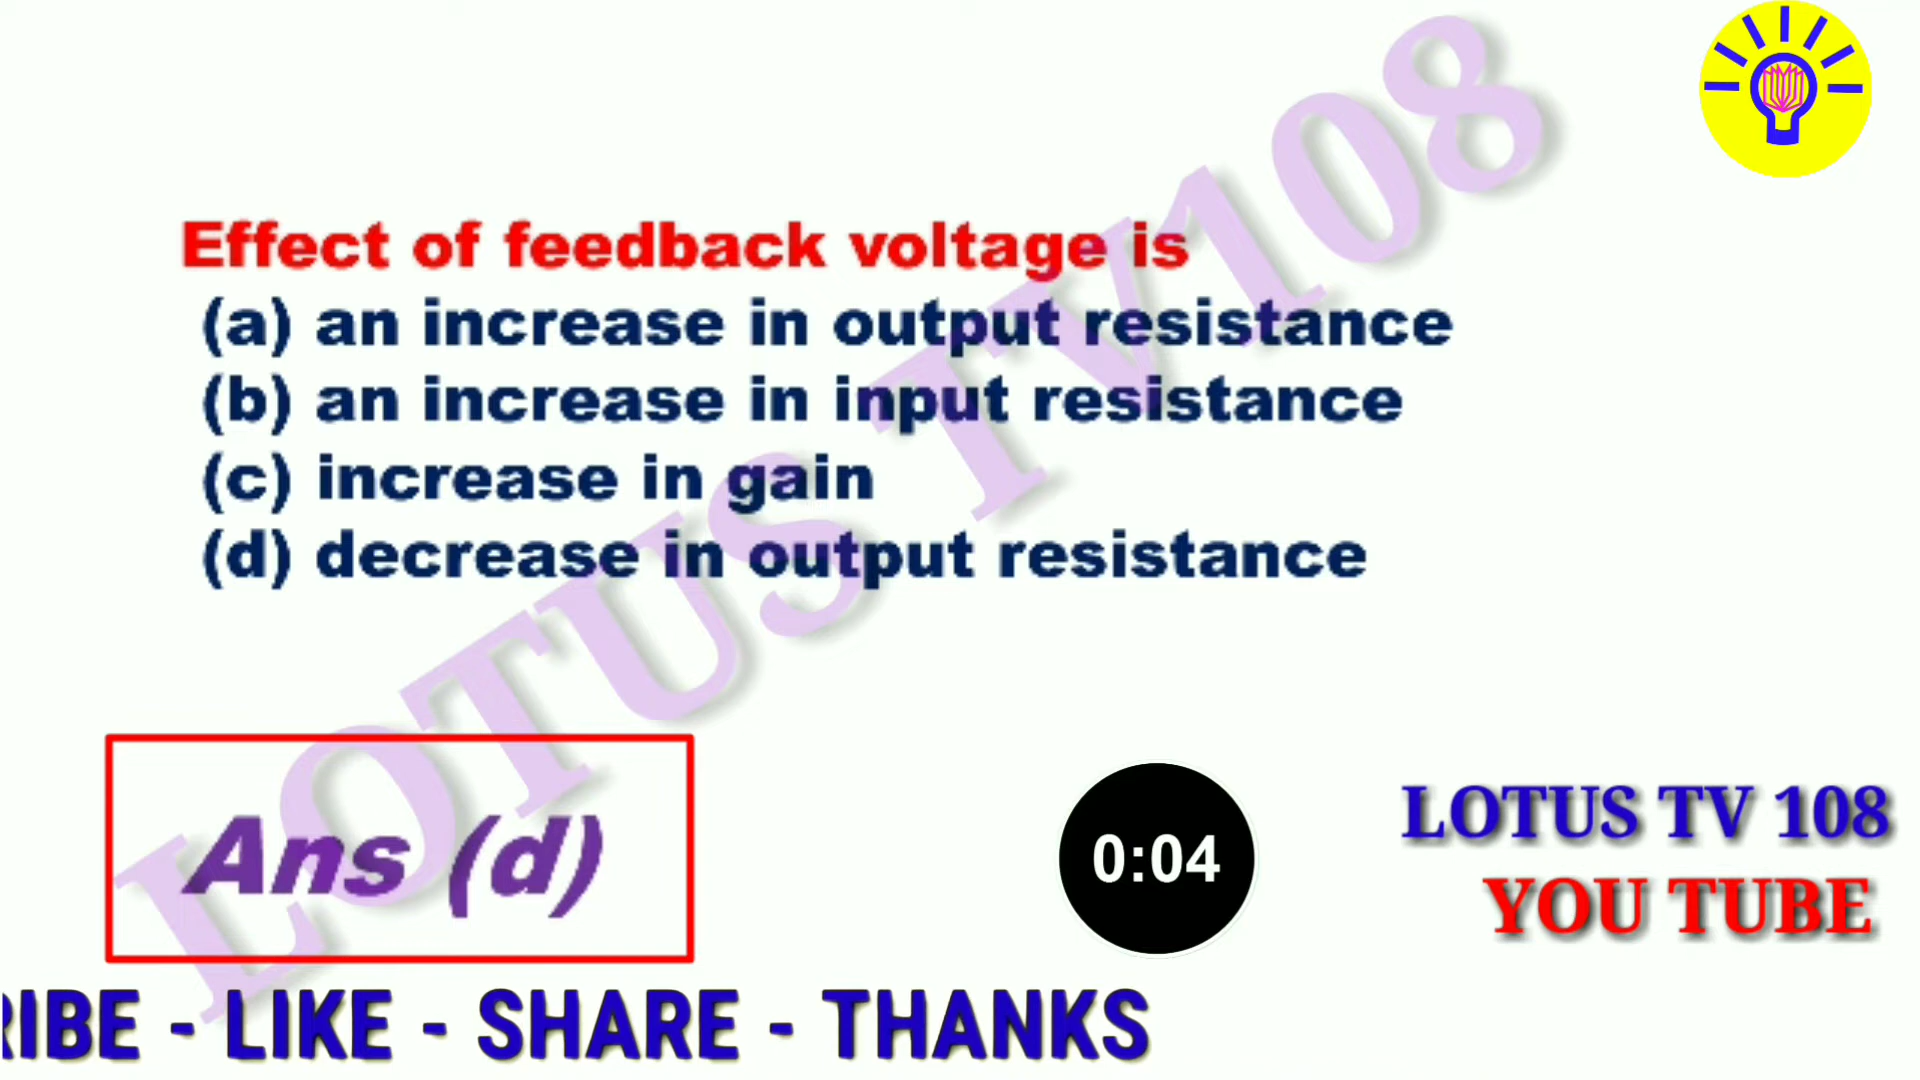 Effect of feedback voltage is
(a) an increase in output resistance
(b) an increase in input resistance
(c) increase in gain
(d) decrease in output resistance
LOTUS TV108
Ans (d)
0:04
LOTUS TV 108
YOU TUBE
RIBE - LIKE - SHARE - THANKS